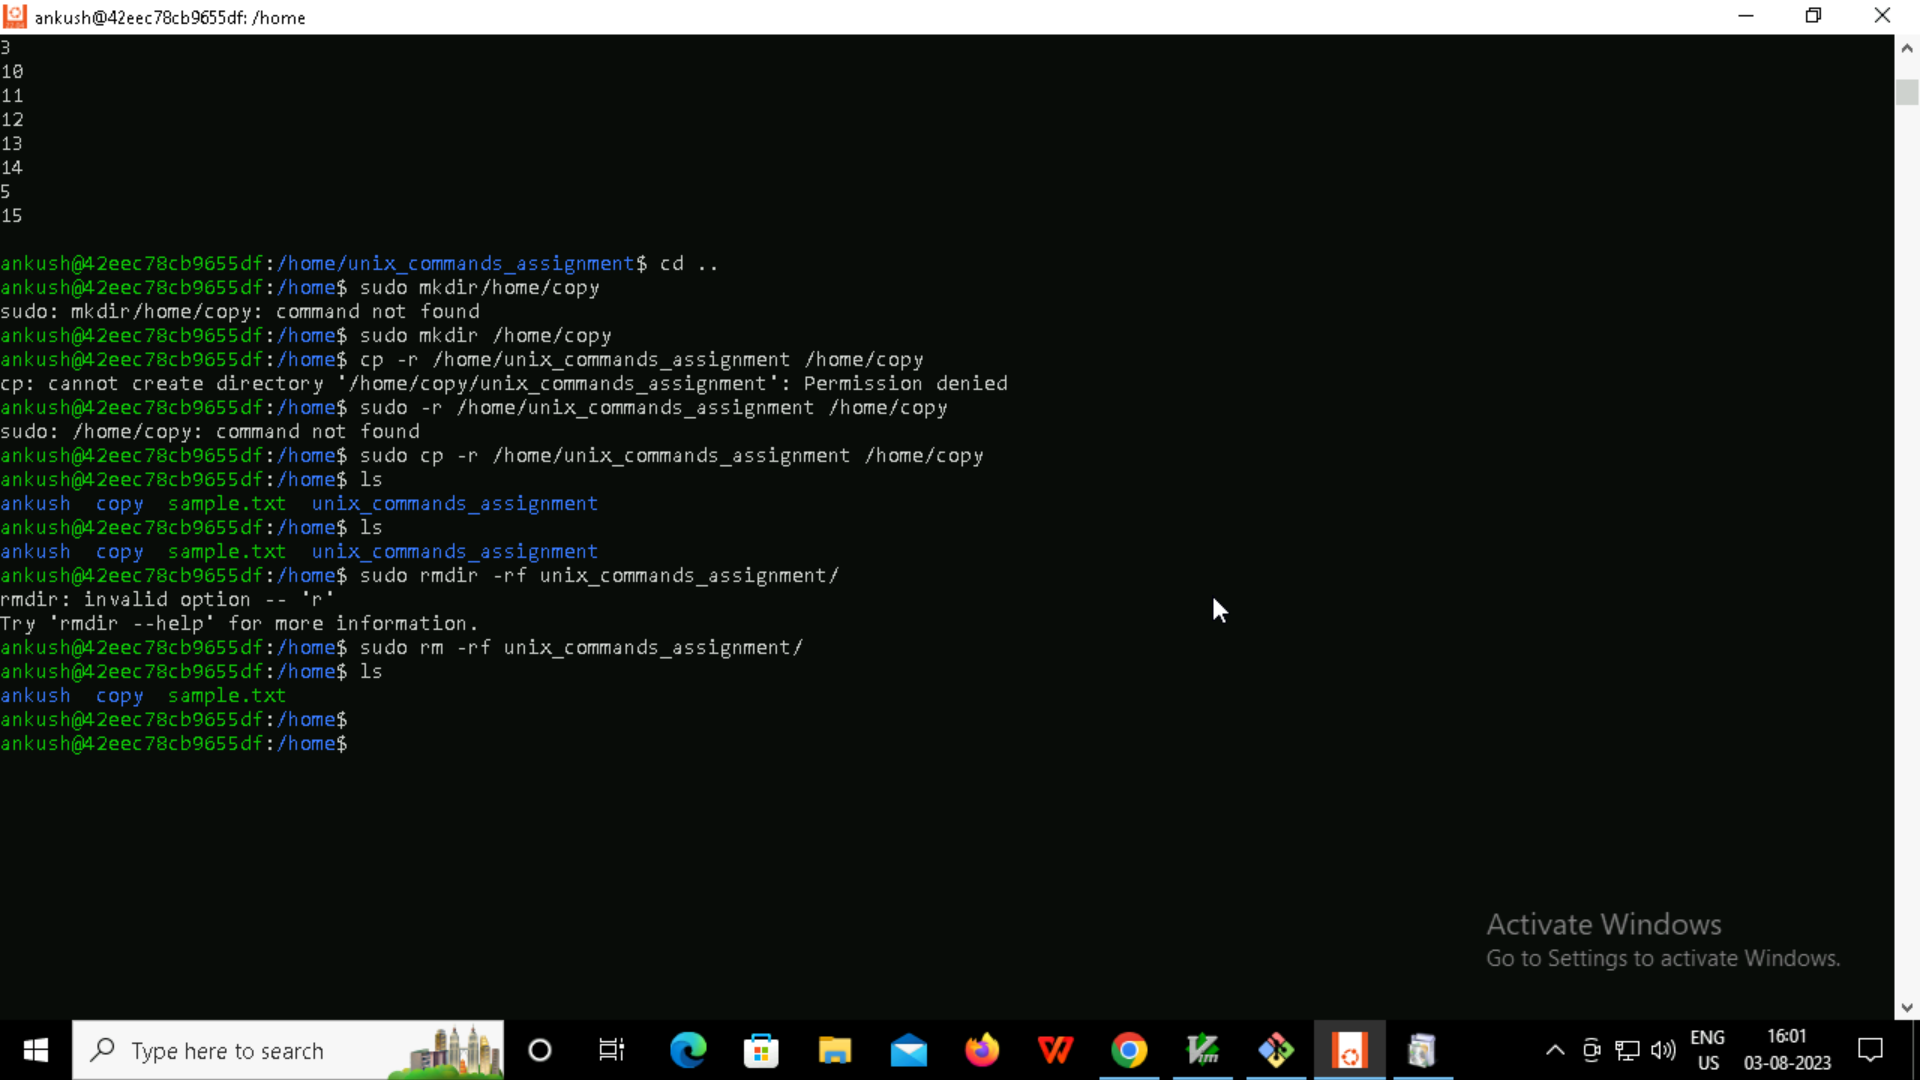 ankush@42eec78cb9655df: /home
3
10
11
12
13
14
5
15
ankush@42eec78cb9655df:/home/unix_commands_assignment$ cd ..
ankush@42eec78cb9655df:/home$ sudo mkdir/home/copy
sudo: mkdir/home/copy: command not found
ankush@42eec78cb9655df:/home$ sudo mkdir /home/copy
ankush@42eec78cb9655df:/home$ cp -r /home/unix_commands_assignment /home/copy
cp: cannot create directory '/home/copy/unix_commands_assignment': Permission denied
ankush@42eec78cb9655df:/home$ sudo -r /home/unix_commands_assignment /home/copy
sudo: /home/copy: command not found
ankush@42eec78cb9655df:/home$ sudo cp -r /home/unix_commands_assignment /home/copy
ankush@42eec78cb9655df:/home$ ls
ankush  copy  sample.txt  unix_commands_assignment
ankush@42eec78cb9655df:/home$ ls
ankush  copy  sample.txt  unix_commands_assignment
ankush@42eec78cb9655df:/home$ sudo rmdir -rf unix_commands_assignment/
rmdir: invalid option -- 'r'
Try 'rmdir --help' for more information.
ankush@42eec78cb9655df:/home$ sudo rm -rf unix_commands_assignment/
ankush@42eec78cb9655df:/home$ ls
ankush  copy  sample.txt
ankush@42eec78cb9655df:/home$
ankush@42eec78cb9655df:/home$
Activate Windows
Go to Settings to activate Windows.
Type here to search
ENG
US
16:01
03-08-2023